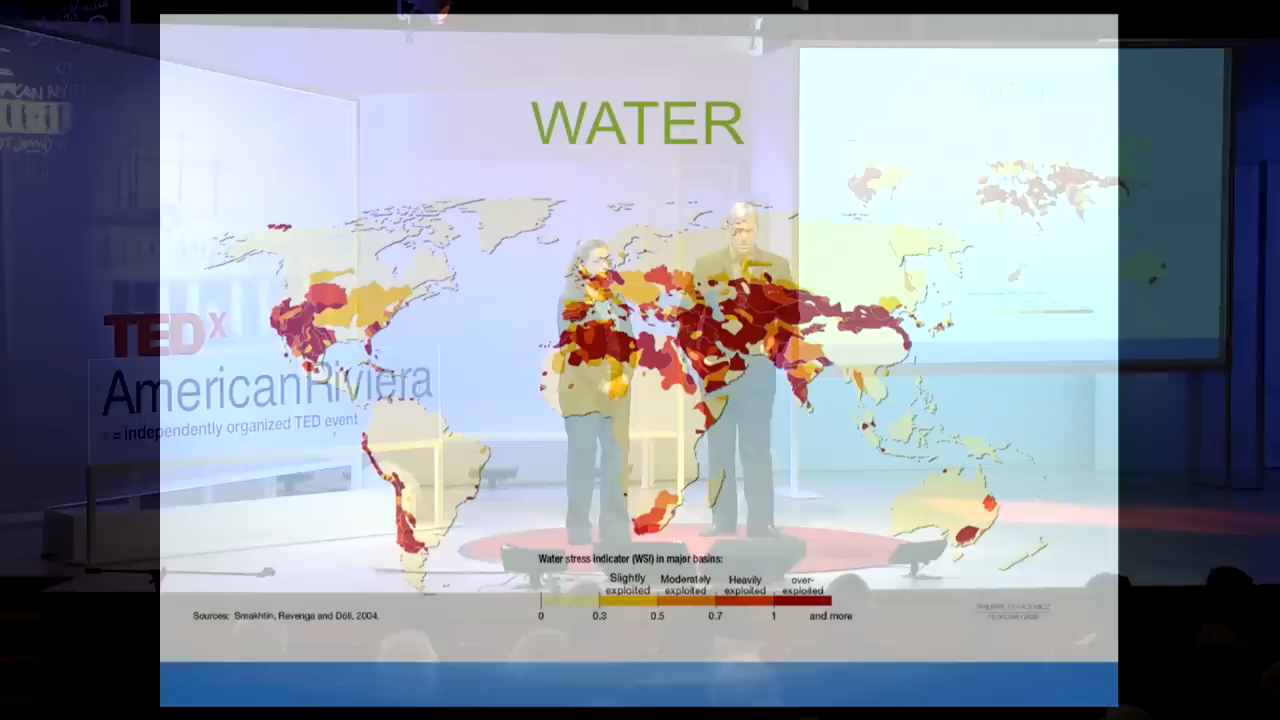 WATER
WATER
TEDx
AmericanRiviera
x = independently organized TED event
Water stress indicator (WSI) in major basins:
Slightly exploited
Moderately exploited
Heavily exploited
over-exploited
0 0.3 0.5 0.7 1 and more
Sources: Smakhtin, Revenga and Döll, 2004.